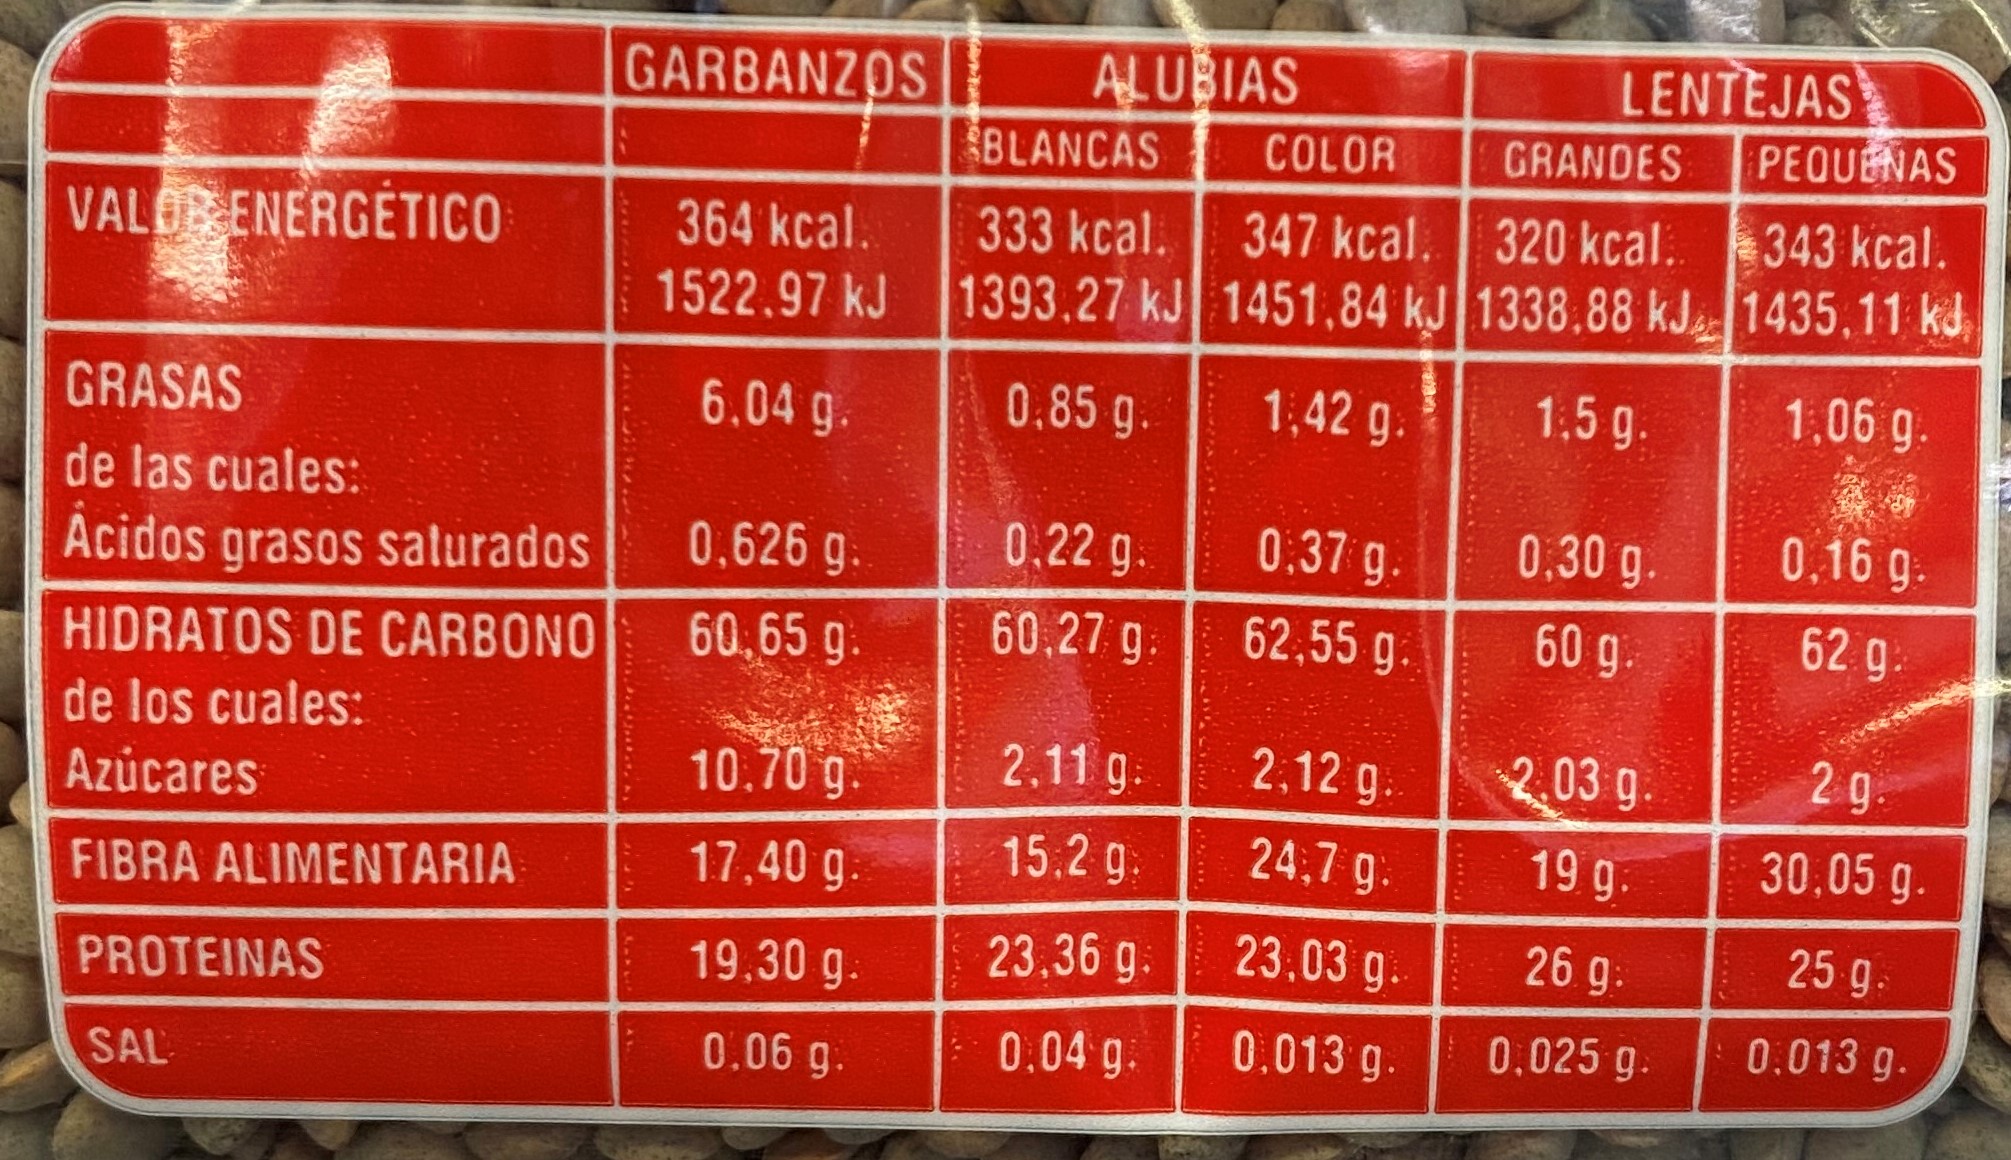 GARBANZOS ALUBIAS LENTEJAS
BLANCAS COLOR GRANDES PEQUEÑAS
VALOR ENERGÉTICO 364 kcal. 333 kcal. 347 kcal. 320 kcal. 343 kcal.
1522,97 kJ 1393,27 kJ 1451,84 kJ 1338,88 kJ 1435,11 kJ
GRASAS 6,04 g. 0,85 g. 1,42 g. 1,5 g. 1,06 g.
de las cuales:
Ácidos grasos saturados 0,626 g. 0,22 g. 0,37 g. 0,30 g. 0,16 g.
HIDRATOS DE CARBONO 60,65 g. 60,27 g. 62,55 g. 60 g. 62 g.
de los cuales:
Azúcares 10,70 g. 2,11 g. 2,12 g. 2,03 g. 2 g.
FIBRA ALIMENTARIA 17,40 g. 15,2 g. 24,7 g. 19 g. 30,05 g.
PROTEINAS 19,30 g. 23,36 g. 23,03 g. 26 g. 25 g.
SAL 0,06 g. 0,04 g. 0,013 g. 0,025 g. 0,013 g.